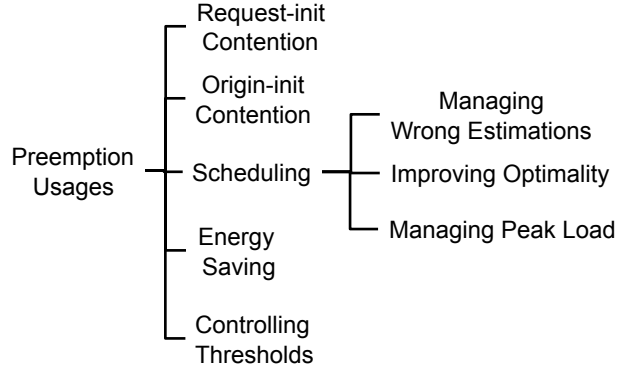 Request-init
Contention
Origin-init
Contention
Preemption
Usages
Scheduling
Managing
Wrong Estimations
Improving Optimality
Managing Peak Load
Energy
Saving
Controlling
Thresholds